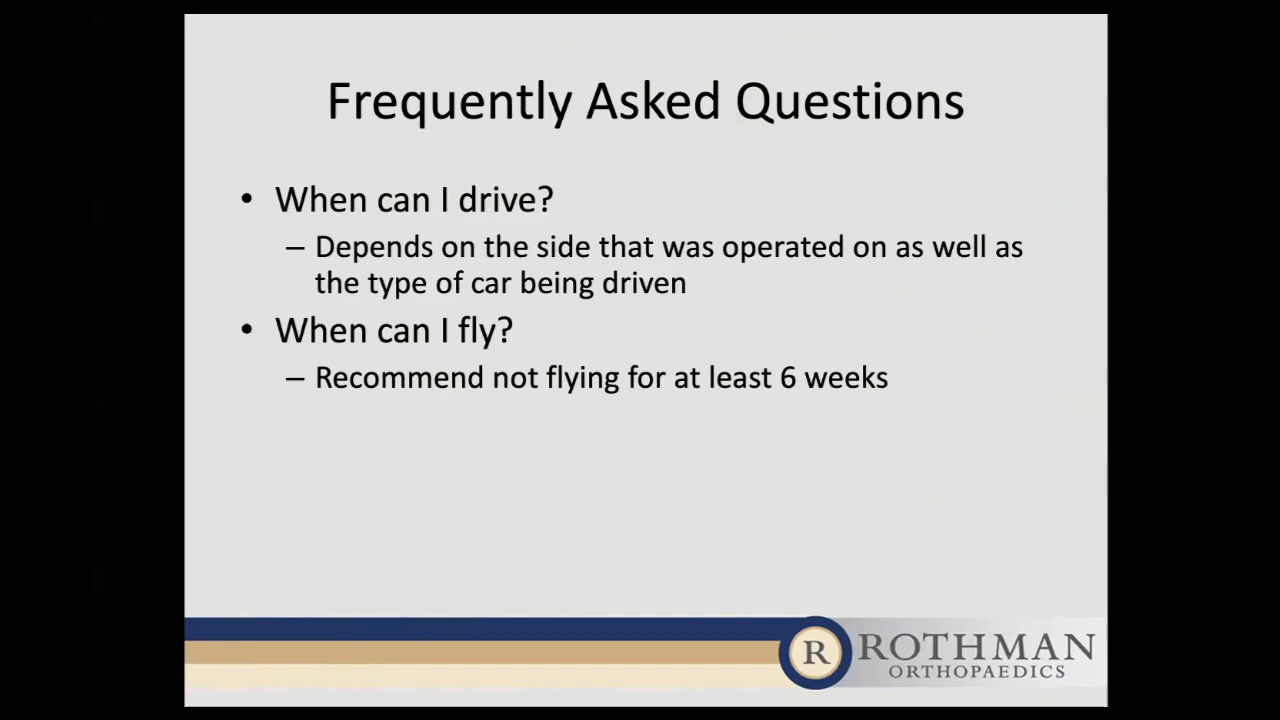 Frequently Asked Questions
• When can I drive?
– Depends on the side that was operated on as well as
the type of car being driven
• When can I fly?
– Recommend not flying for at least 6 weeks
R ROTHMAN
ORTHOPAEDICS